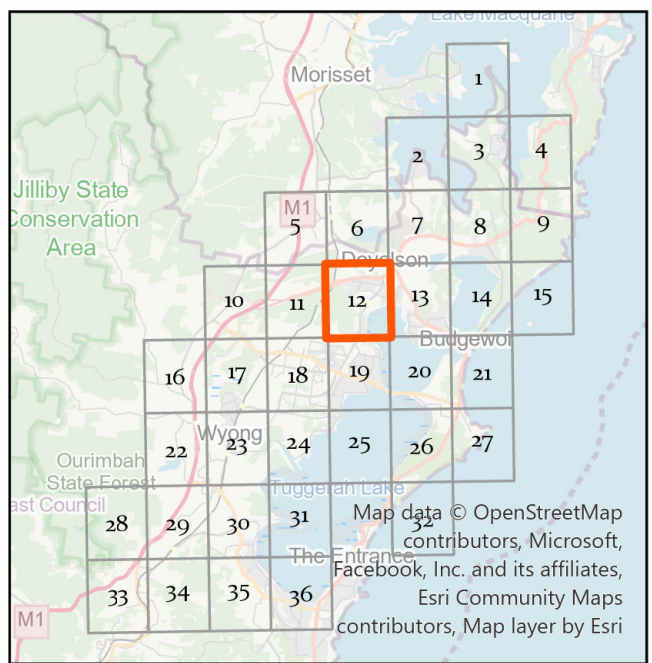 Lake Macquarie
Morisset
1
2
3
4
Jilliby State
Conservation
Area
M1
5
6
7
8
9
Doyalson
10
11
12
13
14
15
Budgewoi
16
17
18
19
20
21
Wyong
22
23
24
25
26
27
Ourimbah
State Forest
ast Council
Tuggerah Lake
28
29
30
31
32
The Entrance
33
34
35
36
M1
Map data © OpenStreetMap
contributors, Microsoft,
Facebook, Inc. and its affiliates,
Esri Community Maps
contributors, Map layer by Esri